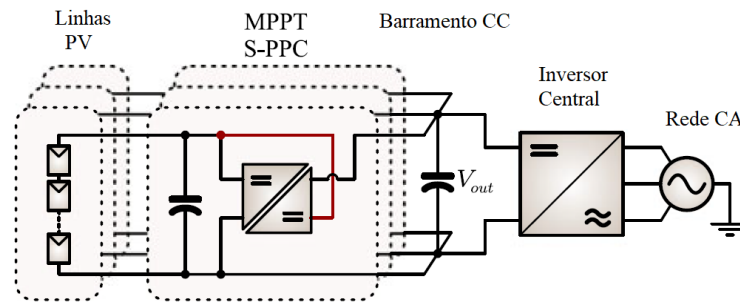 Linhas
PV
MPPT
S-PPC
Barramento CC
Inversor
Central
Rede CA
V_out